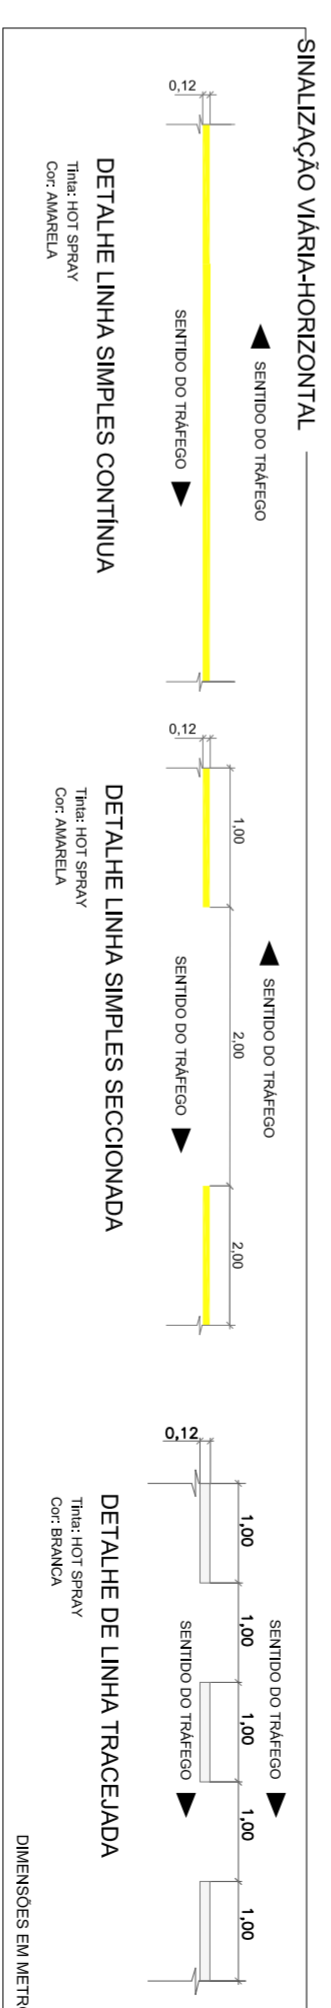 SINALIZAÇÃO VIÁRIA-HORIZONTAL
0,12
SENTIDO DO TRÁFEGO
SENTIDO DO TRÁFEGO
DETALHE LINHA SIMPLES CONTÍNUA
Tinta: HOT SPRAY
Cor: AMARELA
0,12
1,00
2,00
2,00
SENTIDO DO TRÁFEGO
SENTIDO DO TRÁFEGO
DETALHE LINHA SIMPLES SECCIONADA
Tinta: HOT SPRAY
Cor: AMARELA
0,12
1,00
1,00
1,00
1,00
1,00
SENTIDO DO TRÁFEGO
SENTIDO DO TRÁFEGO
DETALHE DE LINHA TRACEJADA
Tinta: HOT SPRAY
Cor: BRANCA
DIMENSÕES EM METR